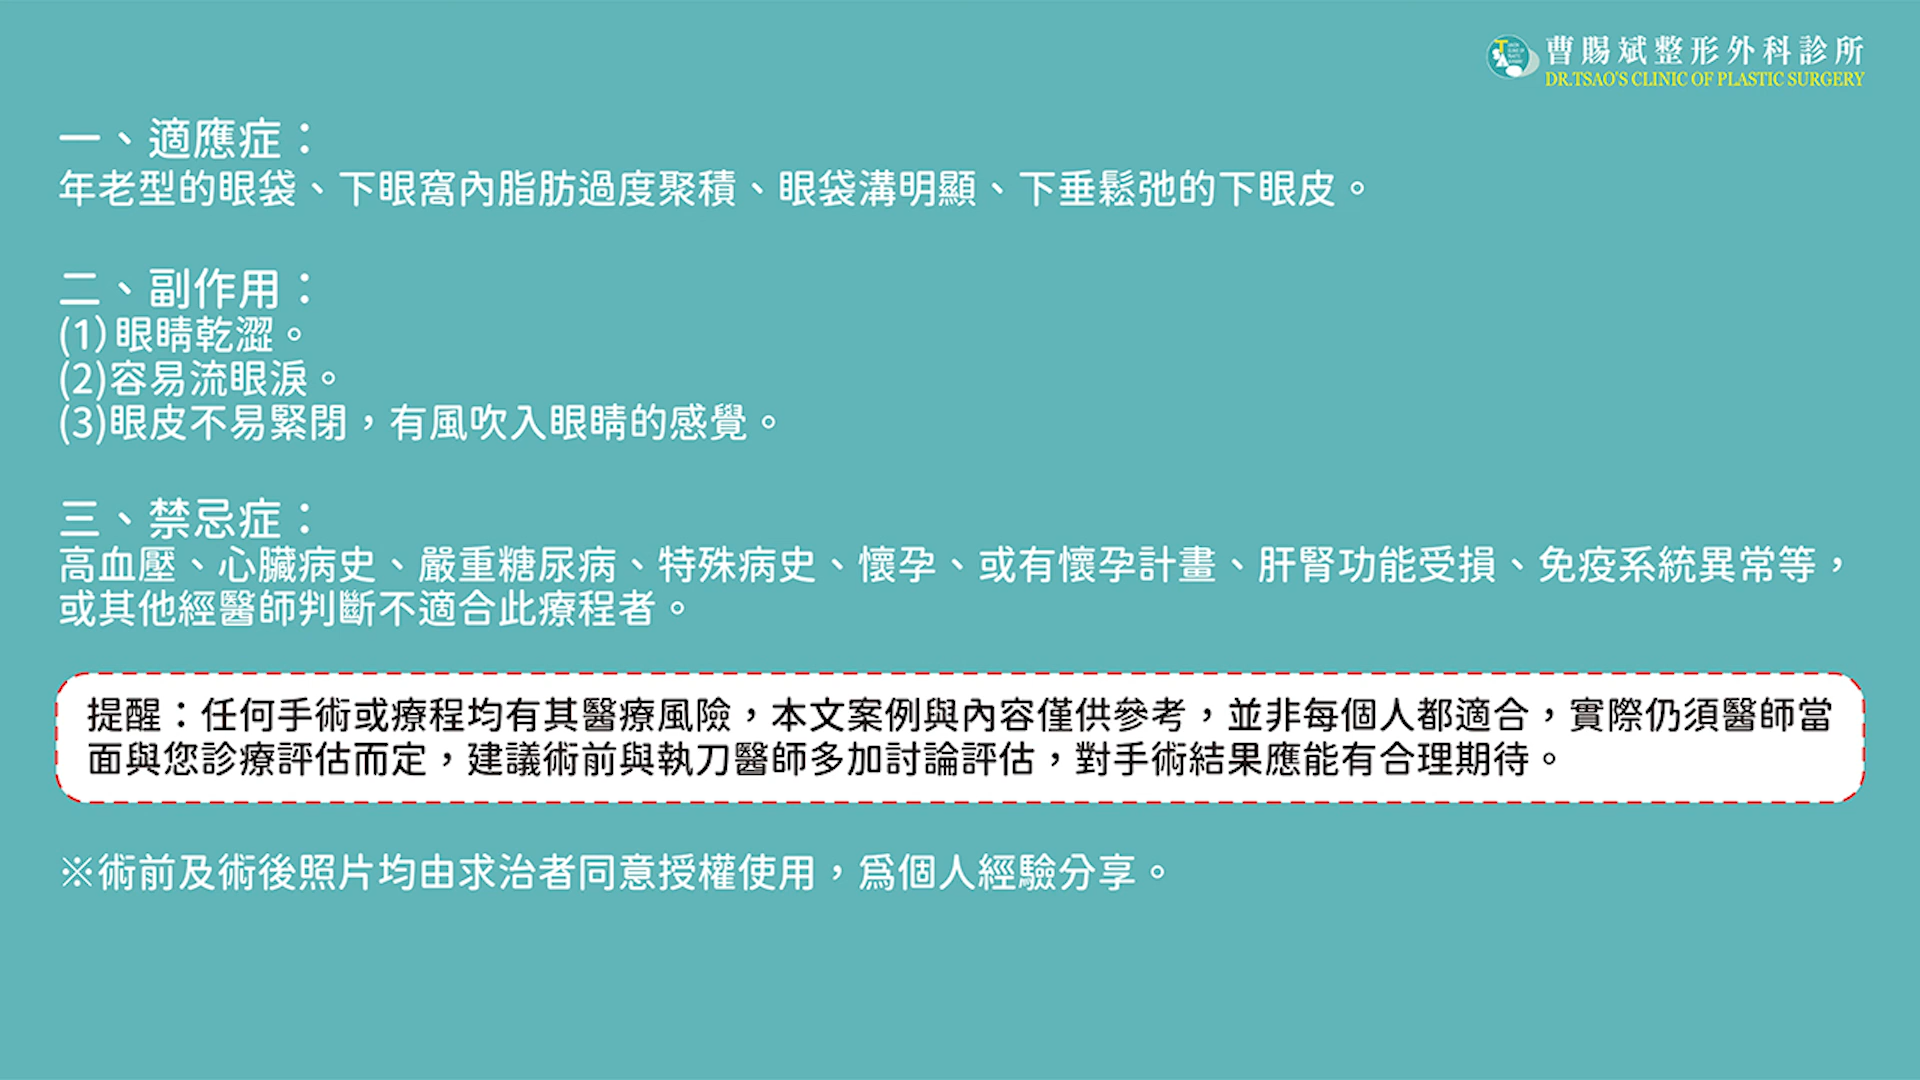 曹賜斌整形外科診所
DR.TSAO'S CLINIC OF PLASTIC SURGERY
一、適應症：
年老型的眼袋、下眼窩內脂肪過度聚積、眼袋溝明顯、下垂鬆弛的下眼皮。
二、副作用：
(1)眼睛乾澀。
(2)容易流眼淚。
(3)眼皮不易緊閉，有風吹入眼睛的感覺。
三、禁忌症：
高血壓、心臟病史、嚴重糖尿病、特殊病史、懷孕、或有懷孕計畫、肝腎功能受損、免疫系統異常等，
或其他經醫師判斷不適合此療程者。
提醒：任何手術或療程均有其醫療風險，本文案例與內容僅供參考，並非每個人都適合，實際仍須醫師當
面與您診療評估而定，建議術前與執刀醫師多加討論評估，對手術結果應能有合理期待。
※術前及術後照片均由求治者同意授權使用，為個人經驗分享。